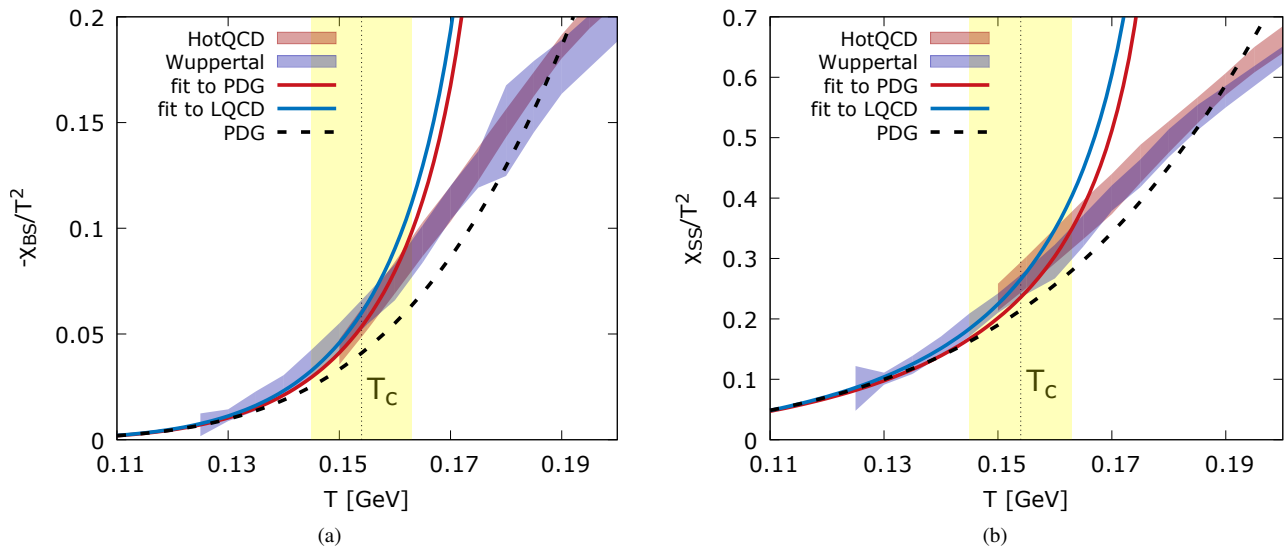 0.2
0.15
0.1
0.05
0
-χBS/T²
HotQCD
Wuppertal
fit to PDG
fit to LQCD
PDG
Tc
0.11
0.13
0.15
0.17
0.19
T [GeV]
(a)
0.7
0.6
0.5
0.4
0.3
0.2
0.1
0
χSS/T²
HotQCD
Wuppertal
fit to PDG
fit to LQCD
PDG
Tc
0.11
0.13
0.15
0.17
0.19
T [GeV]
(b)